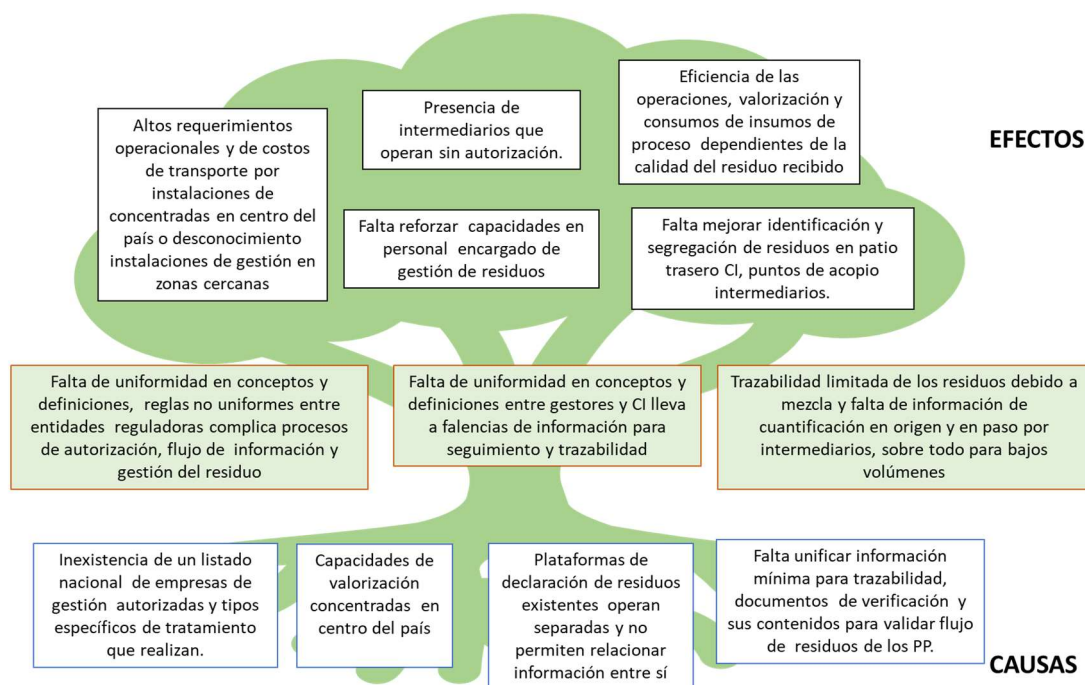 Altos requerimientos
operacionales y de costos
de transporte por
instalaciones de
concentradas en centro del
país o desconocimiento
instalaciones de gestión en
zonas cercanas
Presencia de
intermediarios que
operan sin autorización.
Eficiencia de las
operaciones, valorización y
consumos de insumos de
proceso dependientes de la
calidad del residuo recibido
EFECTOS
Falta reforzar capacidades en
personal encargado de
gestión de residuos
Falta mejorar identificación y
segregación de residuos en patio
trasero CI, puntos de acopio
intermediarios.
Falta de uniformidad en conceptos y
definiciones, reglas no uniformes entre
entidades reguladoras complica procesos
de autorización, flujo de información y
gestión del residuo
Falta de uniformidad en conceptos y
definiciones entre gestores y CI lleva
a falencias de información para
seguimiento y trazabilidad
Trazabilidad limitada de los residuos debido a
mezcla y falta de información de
cuantificación en origen y en paso por
intermediarios, sobre todo para bajos
volúmenes
Inexistencia de un listado
nacional de empresas de
gestión autorizadas y tipos
específicos de tratamiento
que realizan.
Capacidades de
valorización
concentradas en
centro del país
Plataformas de
declaración de residuos
existentes operan
separadas y no
permiten relacionar
información entre sí
Falta unificar información
mínima para trazabilidad,
documentos de verificación y
sus contenidos para validar flujo
de residuos de los PP.
CAUSAS